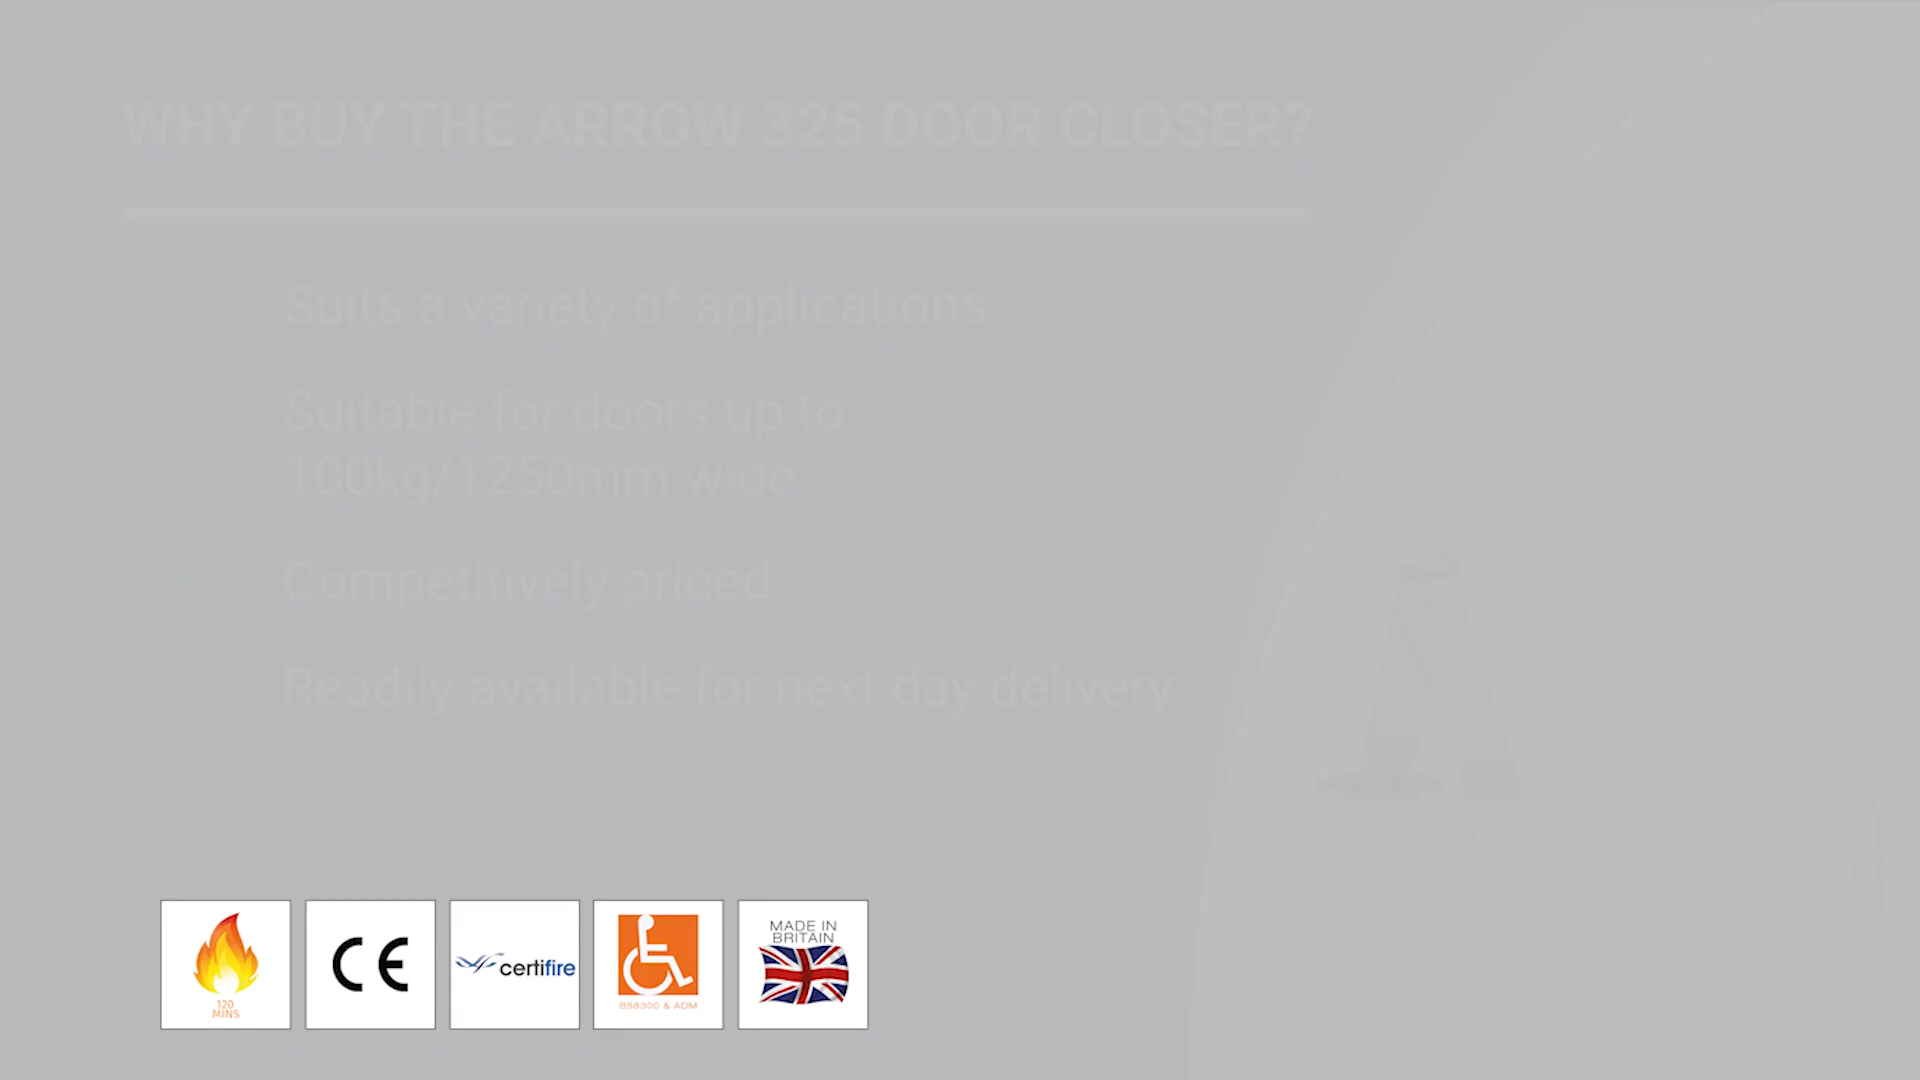 WHY BUY THE ARROW 325 DOOR CLOSER?
Suits a variety of applications
Suitable for doors up to
100kg/1250mm wide
Competitively priced
Readily available for next day delivery
120
MINS
CE
certifire
BS8300 & ADM
MADE IN
BRITAIN